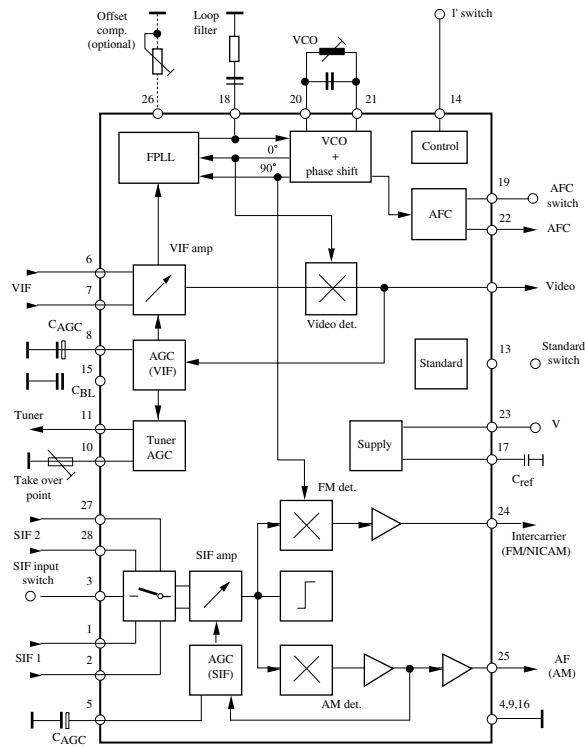 Offset
comp.
(optional)
Loop
filter
VCO
l' switch
26
18
20
21
14
FPLL
0°
90°
VCO
+
phase shift
Control
19
AFC
switch
AFC
22
AFC
VIF amp
6
VIF
7
Video
Video det.
CAGC
8
AGC
(VIF)
15
CBL
Standard
13
Standard
switch
Tuner
11
10
Take over
point
Tuner
AGC
Supply
23
V
17
Cref
FM det.
27
SIF 2
28
SIF input
switch
3
SIF amp
24
Intercarrier
(FM/NICAM)
1
SIF 1
2
AGC
(SIF)
AM det.
25
AF
(AM)
5
CAGC
4,9,16